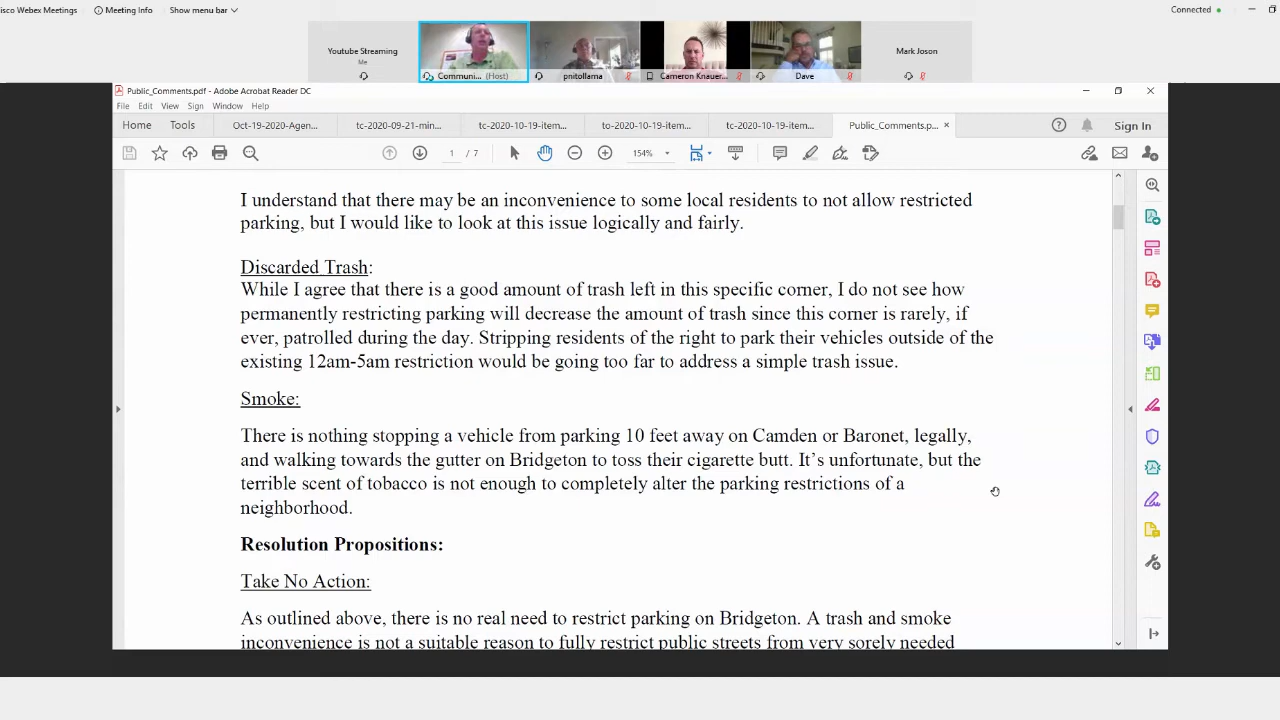 isco Webex Meetings
Meeting Info
Show menu bar
Connected
Youtube Streaming
Me
Communi... (Host)
pnitollama
Cameron Knauer...
Dave
Mark Joson
Public_Comments.pdf - Adobe Acrobat Reader DC
File Edit View Sign Window Help
Home Tools Oct-19-2020-Agen... tc-2020-09-21-min... tc-2020-10-19-item... to-2020-10-19-item... tc-2020-10-19-item... Public_Comments.p... × Sign In
1 / 7 154%
I understand that there may be an inconvenience to some local residents to not allow restricted
parking, but I would like to look at this issue logically and fairly.
Discarded Trash:
While I agree that there is a good amount of trash left in this specific corner, I do not see how
permanently restricting parking will decrease the amount of trash since this corner is rarely, if
ever, patrolled during the day. Stripping residents of the right to park their vehicles outside of the
existing 12am-5am restriction would be going too far to address a simple trash issue.
Smoke:
There is nothing stopping a vehicle from parking 10 feet away on Camden or Baronet, legally,
and walking towards the gutter on Bridgeton to toss their cigarette butt. It’s unfortunate, but the
terrible scent of tobacco is not enough to completely alter the parking restrictions of a
neighborhood.
Resolution Propositions:
Take No Action:
As outlined above, there is no real need to restrict parking on Bridgeton. A trash and smoke
inconvenience is not a suitable reason to fully restrict public streets from very sorely needed